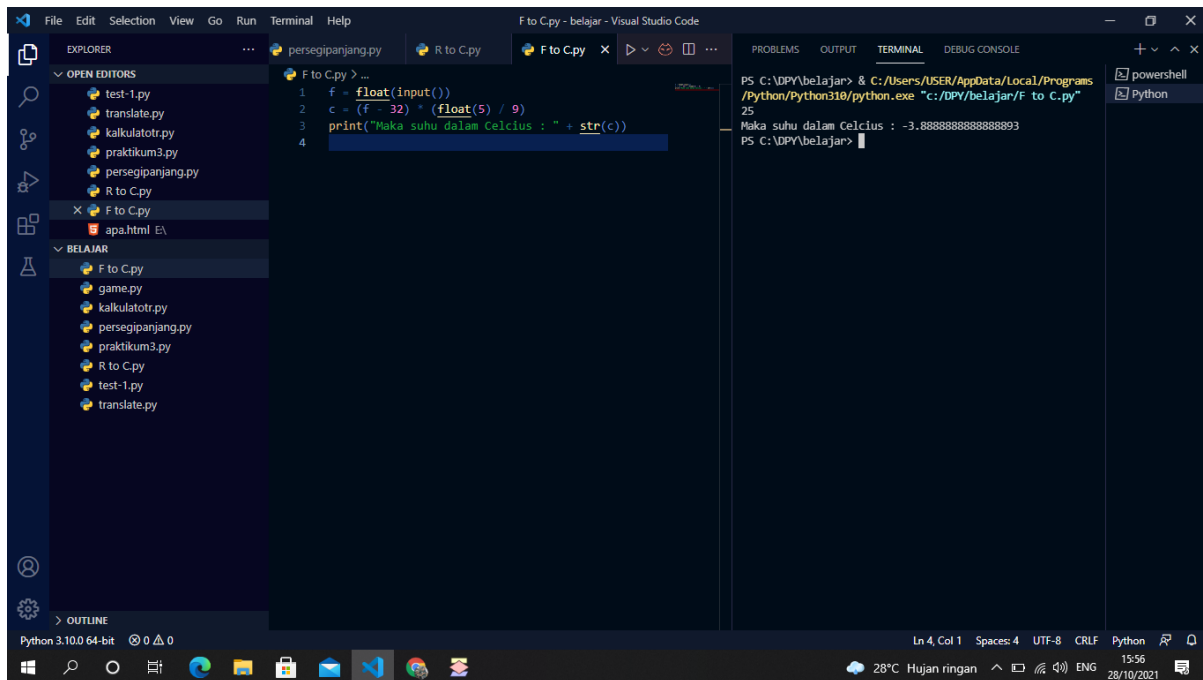 File Edit Selection View Go Run Terminal Help F to C.py - belajar - Visual Studio Code
EXPLORER
OPEN EDITORS
test-1.py
translate.py
kalkulatotr.py
praktikum3.py
persegipanjang.py
R to C.py
F to C.py
apa.html E:\
BELAJAR
F to C.py
game.py
kalkulatotr.py
persegipanjang.py
praktikum3.py
R to C.py
test-1.py
translate.py
OUTLINE
persegipanjang.py R to C.py F to C.py
F to C.py > ...
1 f = float(input())
2 c = (f - 32) * (float(5) / 9)
3 print("Maka suhu dalam Celcius : " + str(c))
4
PROBLEMS OUTPUT TERMINAL DEBUG CONSOLE
PS C:\DPY\belajar> & C:/Users/USER/AppData/Local/Programs
/Python/Python310/python.exe "c:/DPY/belajar/F to C.py"
25
Maka suhu dalam Celcius : -3.8888888888888893
PS C:\DPY\belajar>
powershell
Python
Python 3.10.0 64-bit 0 0 Ln 4, Col 1 Spaces: 4 UTF-8 CRLF Python
28°C Hujan ringan ENG
15:56
28/10/2021